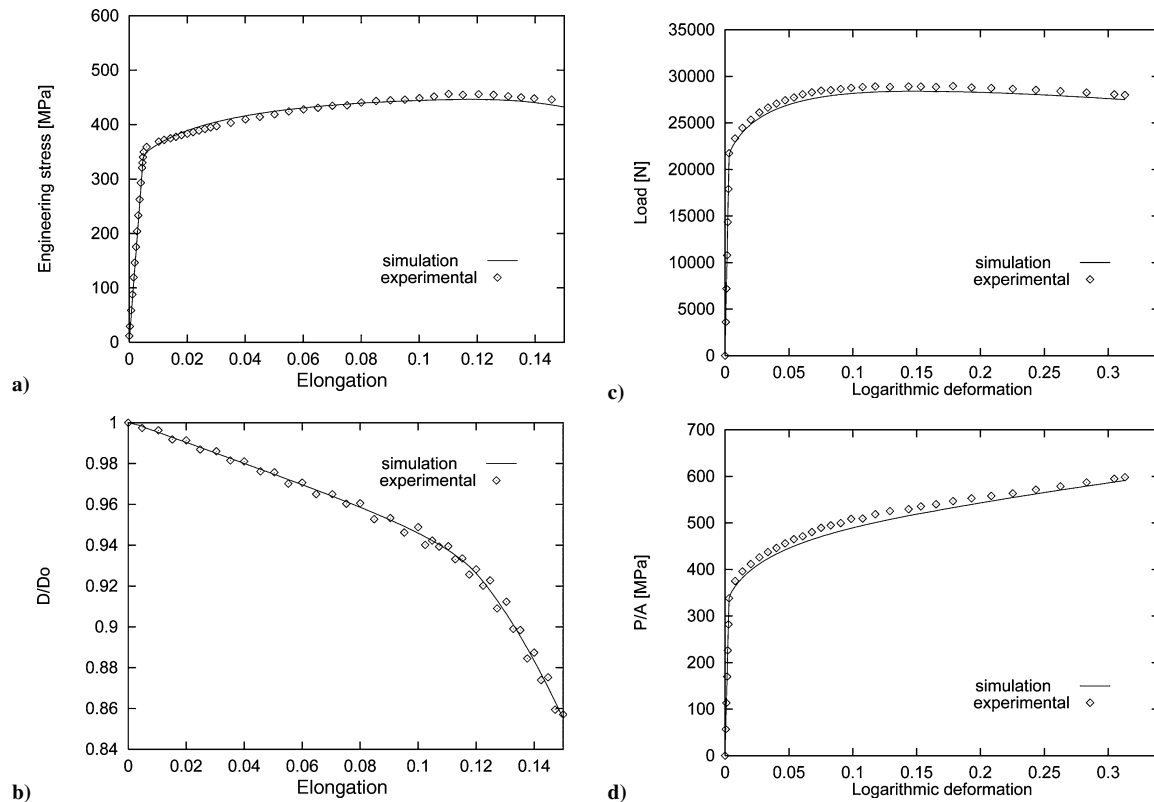 600
500
400
300
200
100
0
Engineering stress [MPa]
simulation
experimental
0 0.02 0.04 0.06 0.08 0.1 0.12 0.14
Elongation
a)
35000
30000
25000
20000
15000
10000
5000
0
Load [N]
simulation
experimental
0 0.05 0.1 0.15 0.2 0.25 0.3
Logarithmic deformation
c)
1
0.98
0.96
0.94
0.92
0.9
0.88
0.86
0.84
D/Do
simulation
experimental
0 0.02 0.04 0.06 0.08 0.1 0.12 0.14
Elongation
b)
700
600
500
400
300
200
100
0
P/A [MPa]
simulation
experimental
0 0.05 0.1 0.15 0.2 0.25 0.3
Logarithmic deformation
d)